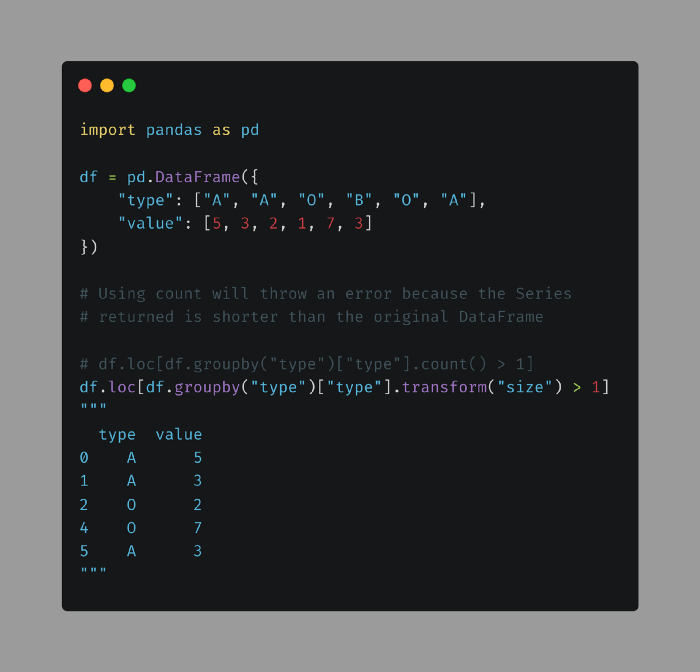 import pandas as pd
df = pd.DataFrame({
    "type": ["A", "A", "O", "B", "O", "A"],
    "value": [5, 3, 2, 1, 7, 3]
})
# Using count will throw an error because the Series
# returned is shorter than the original DataFrame
# df.loc[df.groupby("type")["type"].count() > 1]
df.loc[df.groupby("type")["type"].transform("size") > 1]
"""
  type  value
0    A      5
1    A      3
2    O      2
4    O      7
5    A      3
"""